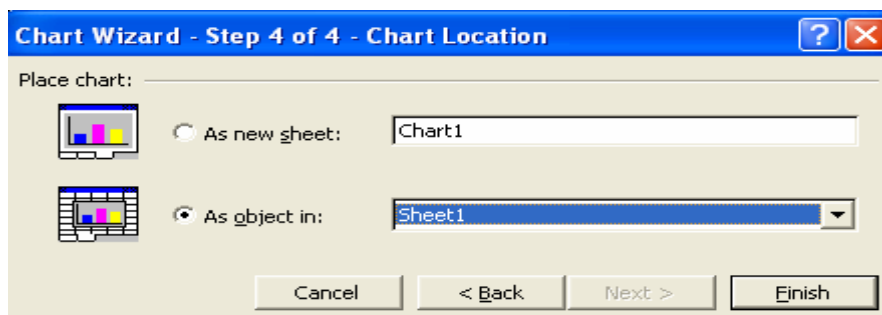 Chart Wizard - Step 4 of 4 - Chart Location
?
Place chart:
As new sheet: Chart1
As object in: Sheet1
Cancel < Back Next > Finish